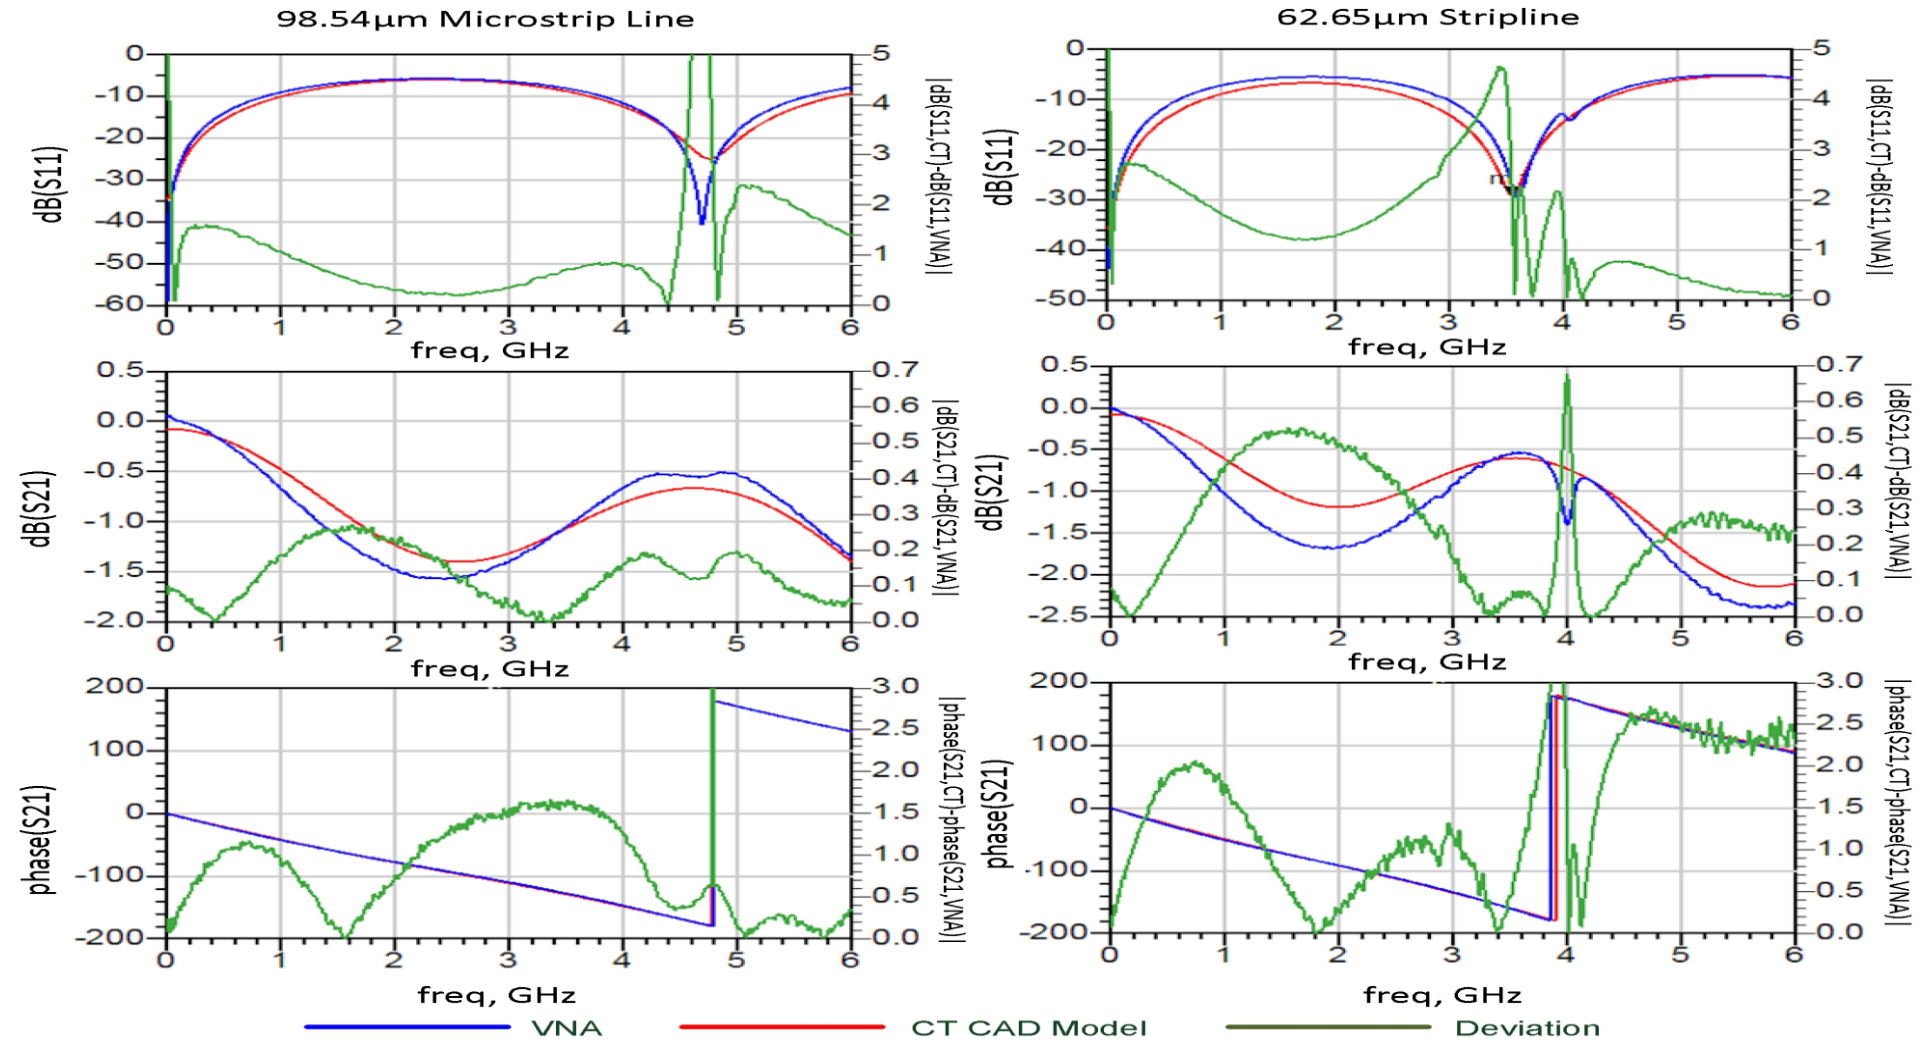 98.54µm Microstrip Line
62.65µm Stripline
0
-10
-20
-30
-40
-50
-60
5
4
3
2
1
0
0 1 2 3 4 5 6
dB(S11)
|dB(S11,CT)-dB(S11,VNA)|
freq, GHz
0
-10
-20
-30
-40
-50
5
4
3
2
1
0
0 1 2 3 4 5 6
dB(S11)
|dB(S11,CT)-dB(S11,VNA)|
freq, GHz
0.5
0.0
-0.5
-1.0
-1.5
-2.0
0.7
0.6
0.5
0.4
0.3
0.2
0.1
0.0
0 1 2 3 4 5 6
dB(S21)
|dB(S21,CT)-dB(S21,VNA)|
freq, GHz
0.5
0.0
-0.5
-1.0
-1.5
-2.0
-2.5
0.7
0.6
0.5
0.4
0.3
0.2
0.1
0.0
0 1 2 3 4 5 6
dB(S21)
|dB(S21,CT)-dB(S21,VNA)|
freq, GHz
200
100
0
-100
-200
3.0
2.5
2.0
1.5
1.0
0.5
0.0
0 1 2 3 4 5 6
phase(S21)
|phase(S21,CT)-phase(S21,VNA)|
freq, GHz
200
100
0
-100
-200
3.0
2.5
2.0
1.5
1.0
0.5
0.0
0 1 2 3 4 5 6
phase(S21)
|phase(S21,CT)-phase(S21,VNA)|
freq, GHz
VNA
CT CAD Model
Deviation